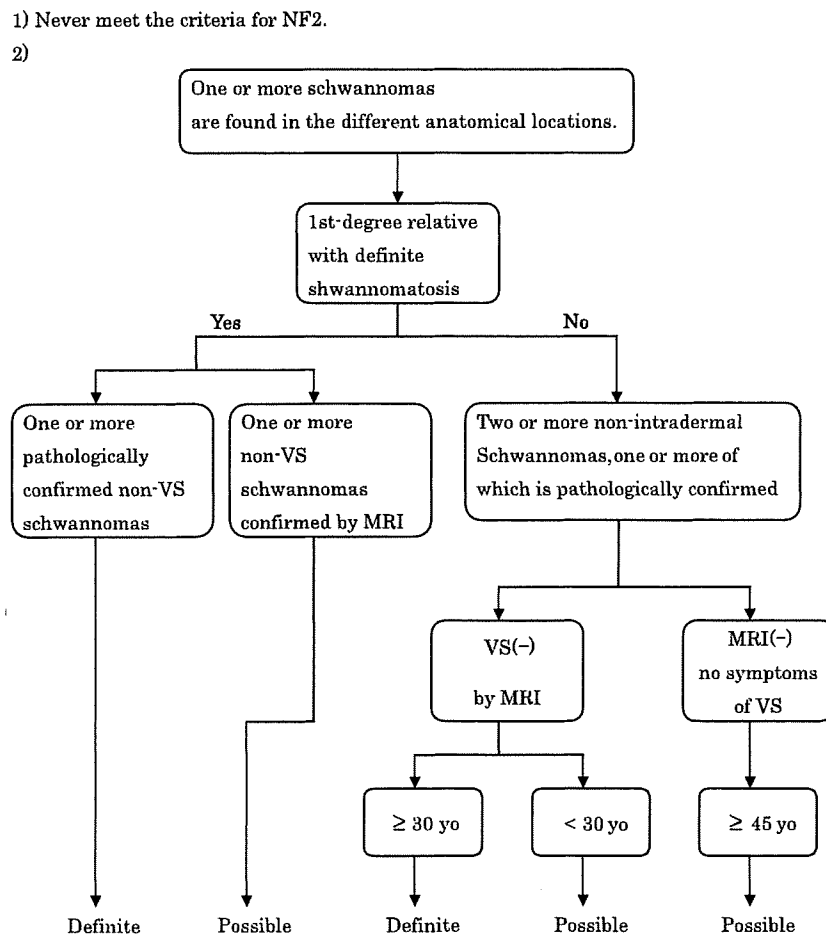 1) Never meet the criteria for NF2.
2)
One or more schwannomas
are found in the different anatomical locations.
1st-degree relative
with definite
shwannomatosis
Yes
No
One or more
pathologically
confirmed non-VS
schwannomas
One or more
non-VS
schwannomas
confirmed by MRI
Two or more non-intradermal
Schwannomas,one or more of
which is pathologically confirmed
VS(−)
by MRI
MRI(−)
no symptoms
of VS
≥ 30 yo
< 30 yo
≥ 45 yo
Definite
Possible
Definite
Possible
Possible